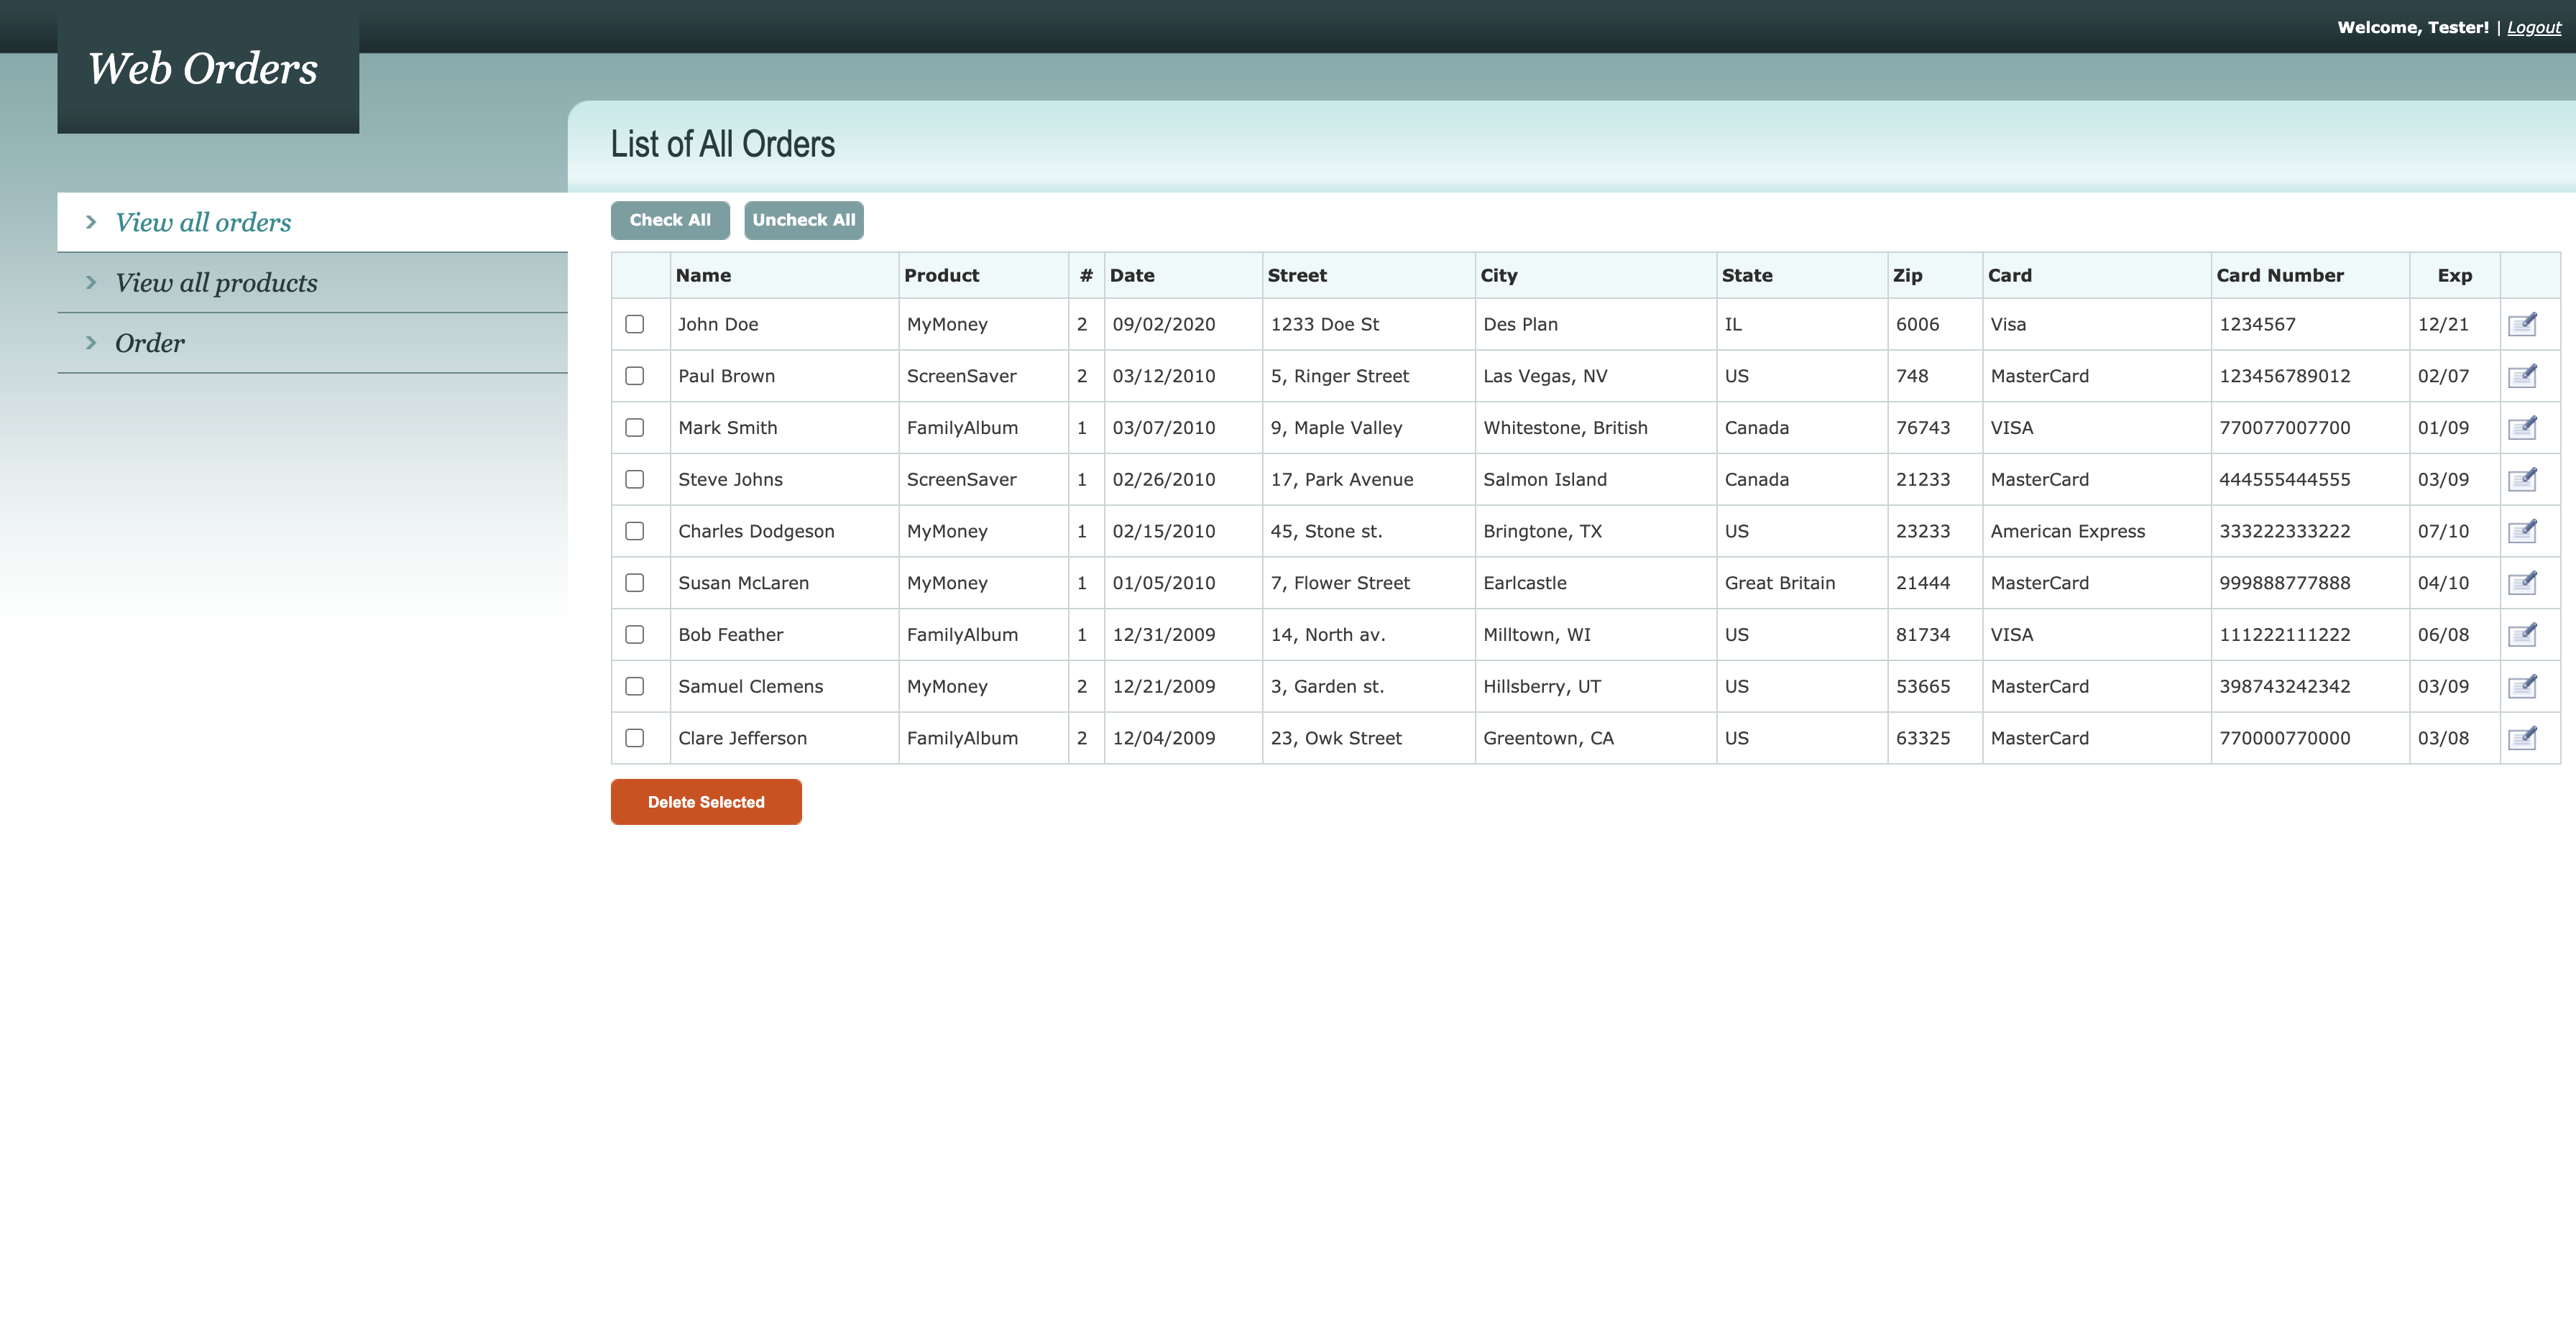 Welcome, Tester! | Logout
Web Orders
List of All Orders
View all orders
View all products
Order
Check All Uncheck All
Name Product # Date Street City State Zip Card Card Number Exp
John Doe MyMoney 2 09/02/2020 1233 Doe St Des Plan IL 6006 Visa 1234567 12/21
Paul Brown ScreenSaver 2 03/12/2010 5, Ringer Street Las Vegas, NV US 748 MasterCard 123456789012 02/07
Mark Smith FamilyAlbum 1 03/07/2010 9, Maple Valley Whitestone, British Canada 76743 VISA 770077007700 01/09
Steve Johns ScreenSaver 1 02/26/2010 17, Park Avenue Salmon Island Canada 21233 MasterCard 444555444555 03/09
Charles Dodgeson MyMoney 1 02/15/2010 45, Stone st. Bringtone, TX US 23233 American Express 333222333222 07/10
Susan McLaren MyMoney 1 01/05/2010 7, Flower Street Earlcastle Great Britain 21444 MasterCard 999888777888 04/10
Bob Feather FamilyAlbum 1 12/31/2009 14, North av. Milltown, WI US 81734 VISA 111222111222 06/08
Samuel Clemens MyMoney 2 12/21/2009 3, Garden st. Hillsberry, UT US 53665 MasterCard 398743242342 03/09
Clare Jefferson FamilyAlbum 2 12/04/2009 23, Owk Street Greentown, CA US 63325 MasterCard 770000770000 03/08
Delete Selected